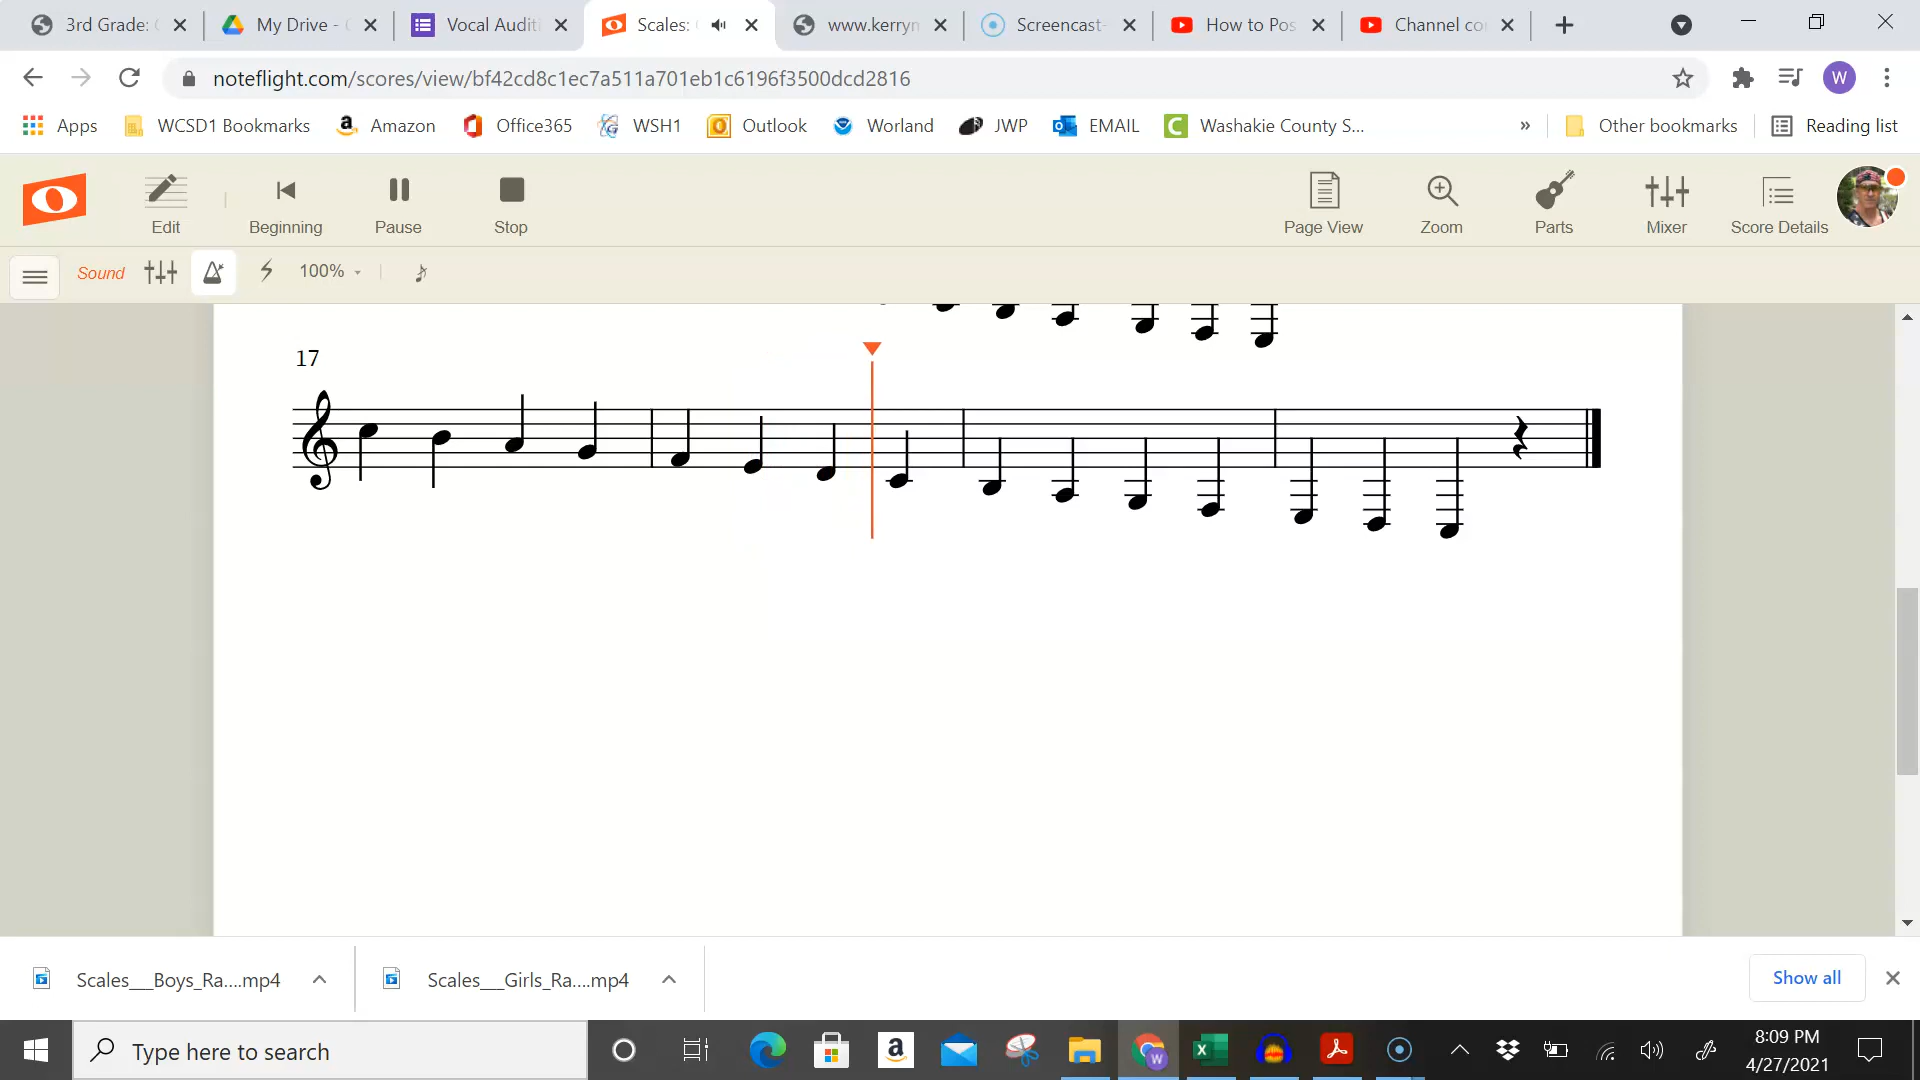 3rd Grade:
My Drive -
Vocal Auditi
Scales:
www.kerryn
Screencast-
How to Pos
Channel co
noteflight.com/scores/view/bf42cd8c1ec7a511a701eb1c6196f3500dcd2816
W
Apps
WCSD1 Bookmarks
Amazon
Office365
WSH1
Outlook
Worland
JWP
EMAIL
Washakie County S...
»
Other bookmarks
Reading list
Edit
Beginning
Pause
Stop
Page View
Zoom
Parts
Mixer
Score Details
Sound
100%
17
Scales___Boys_Ra....mp4
Scales___Girls_Ra....mp4
Show all
Type here to search
8:09 PM
4/27/2021